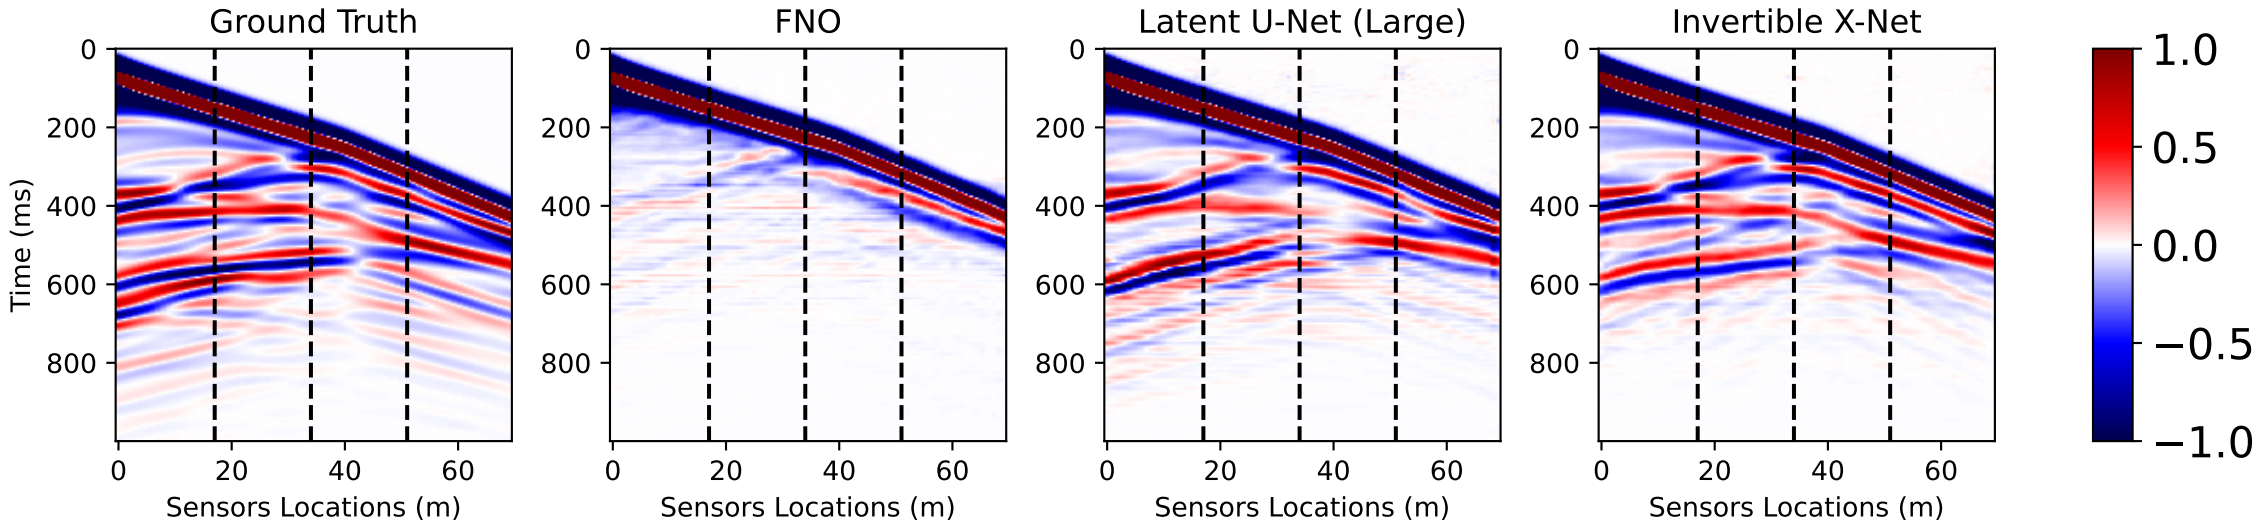 Ground Truth
FNO
Latent U-Net (Large)
Invertible X-Net
Time (ms)
0
200
400
600
800
0
200
400
600
800
0
200
400
600
800
0
200
400
600
800
0 20 40 60
0 20 40 60
0 20 40 60
0 20 40 60
Sensors Locations (m)
Sensors Locations (m)
Sensors Locations (m)
Sensors Locations (m)
1.0
0.5
0.0
−0.5
−1.0